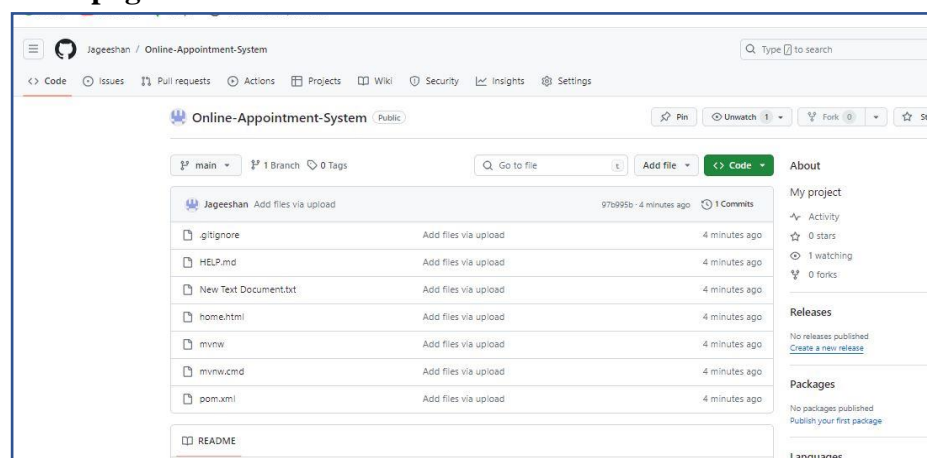 Jageeshan / Online-Appointment-System
Type / to search
Code Issues Pull requests Actions Projects Wiki Security Insights Settings
Online-Appointment-System Public
Pin Unwatch 1 Fork 0
main 1 Branch 0 Tags Go to file t Add file Code
About
My project
Jageeshan Add files via upload 97b995b · 4 minutes ago 1 Commits
Activity
.gitignore Add files via upload 4 minutes ago
0 stars
HELP.md Add files via upload 4 minutes ago
1 watching
0 forks
New Text Document.txt Add files via upload 4 minutes ago
home.html Add files via upload 4 minutes ago
Releases
mvnw Add files via upload 4 minutes ago
No releases published
Create a new release
mvnw.cmd Add files via upload 4 minutes ago
pom.xml Add files via upload 4 minutes ago
Packages
No packages published
Publish your first package
README
Languages